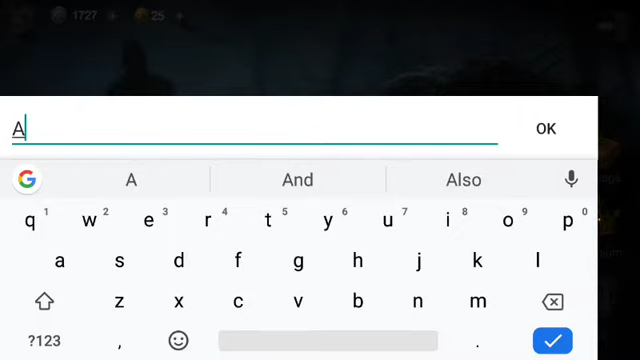 1727 + 25 +
A OK
G A And Also
q 1 w 2 e 3 r 4 t 5 y 6 u 7 i 8 o 9 p 0
a s d f g h j k l
z x c v b n m
?123 , .